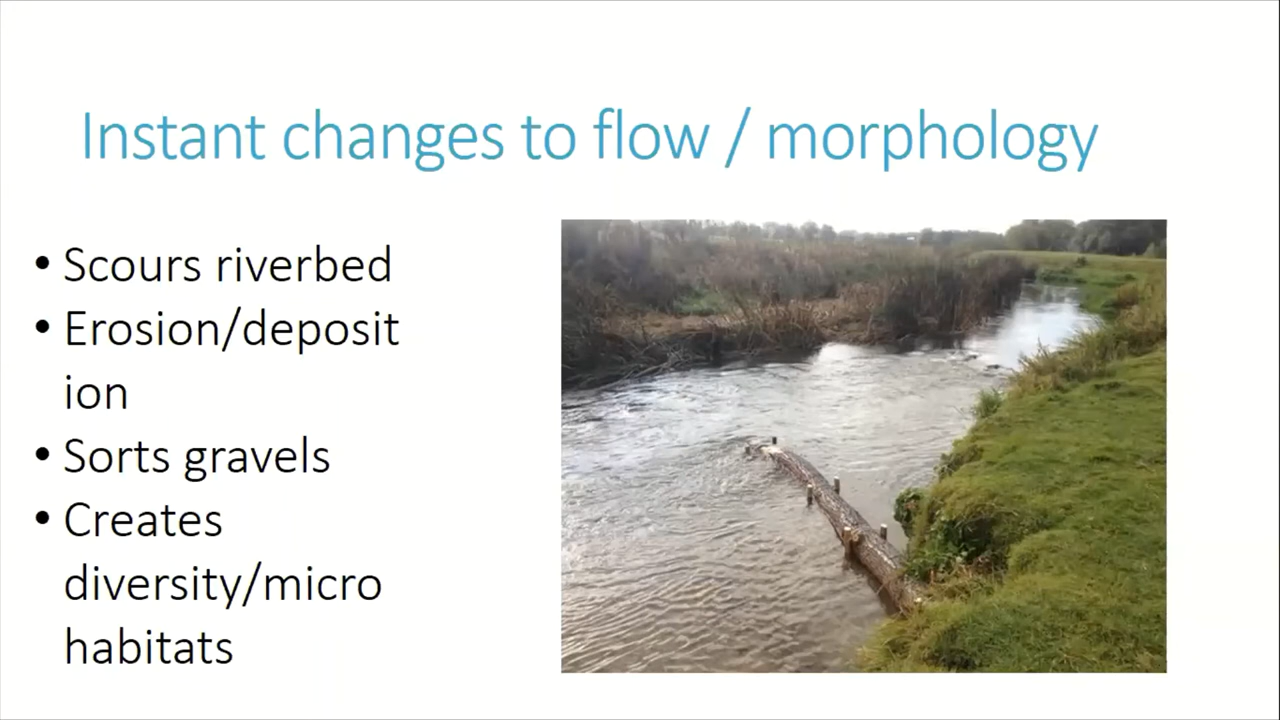 Instant changes to flow / morphology
• Scours riverbed
• Erosion/deposit
ion
• Sorts gravels
• Creates
diversity/micro
habitats